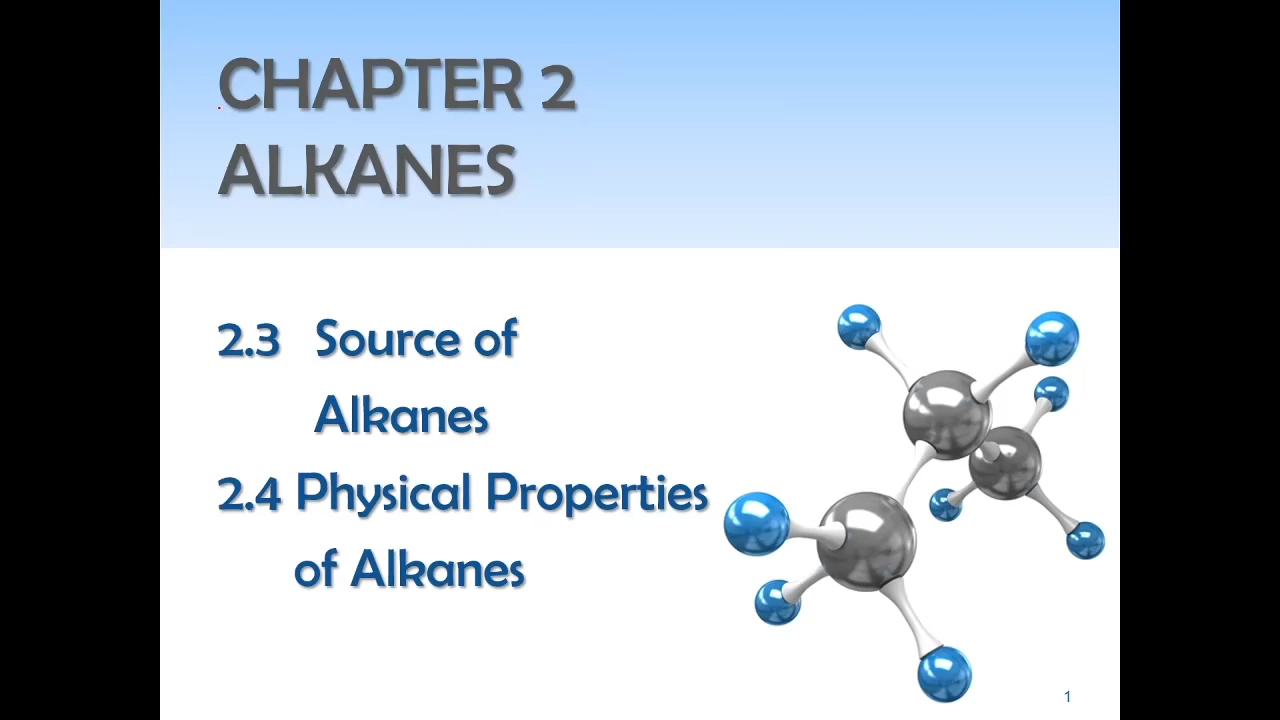 CHAPTER 2
ALKANES
2.3 Source of
Alkanes
2.4 Physical Properties
of Alkanes
1